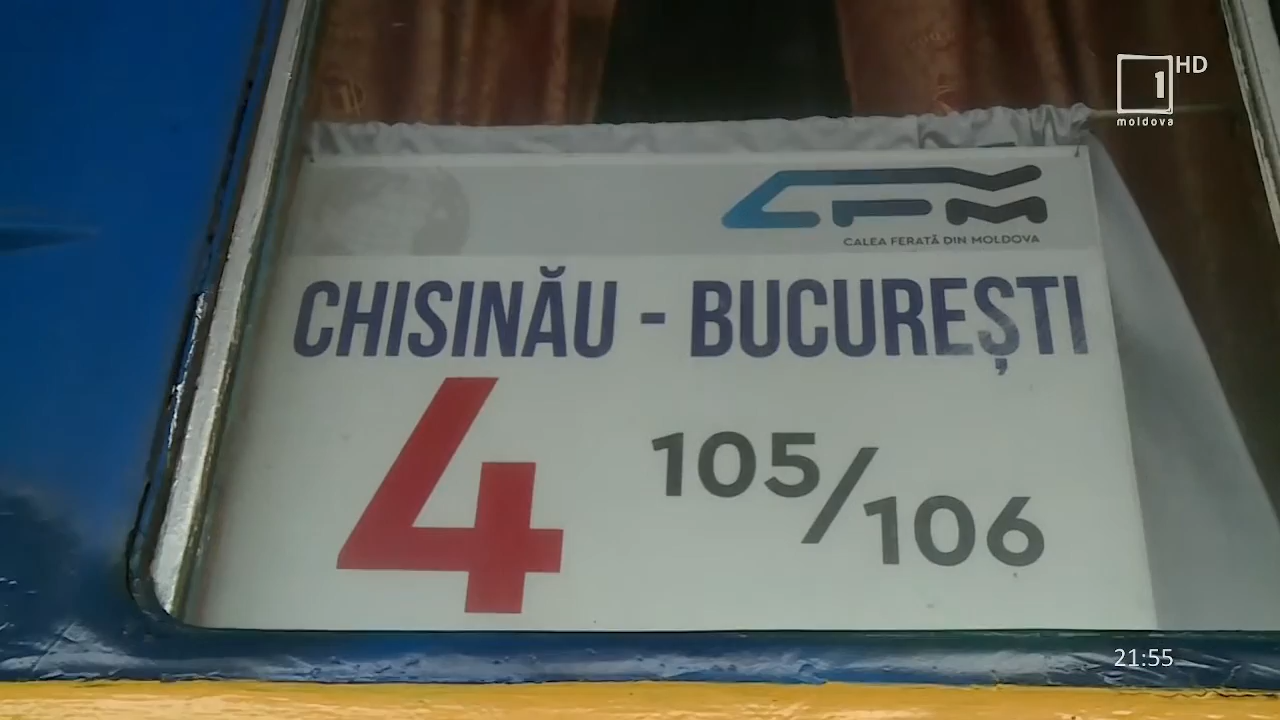 1 HD
moldova
CFM
CALEA FERATĂ DIN MOLDOVA
CHISINĂU - BUCUREȘTI
4 105/106
21:55